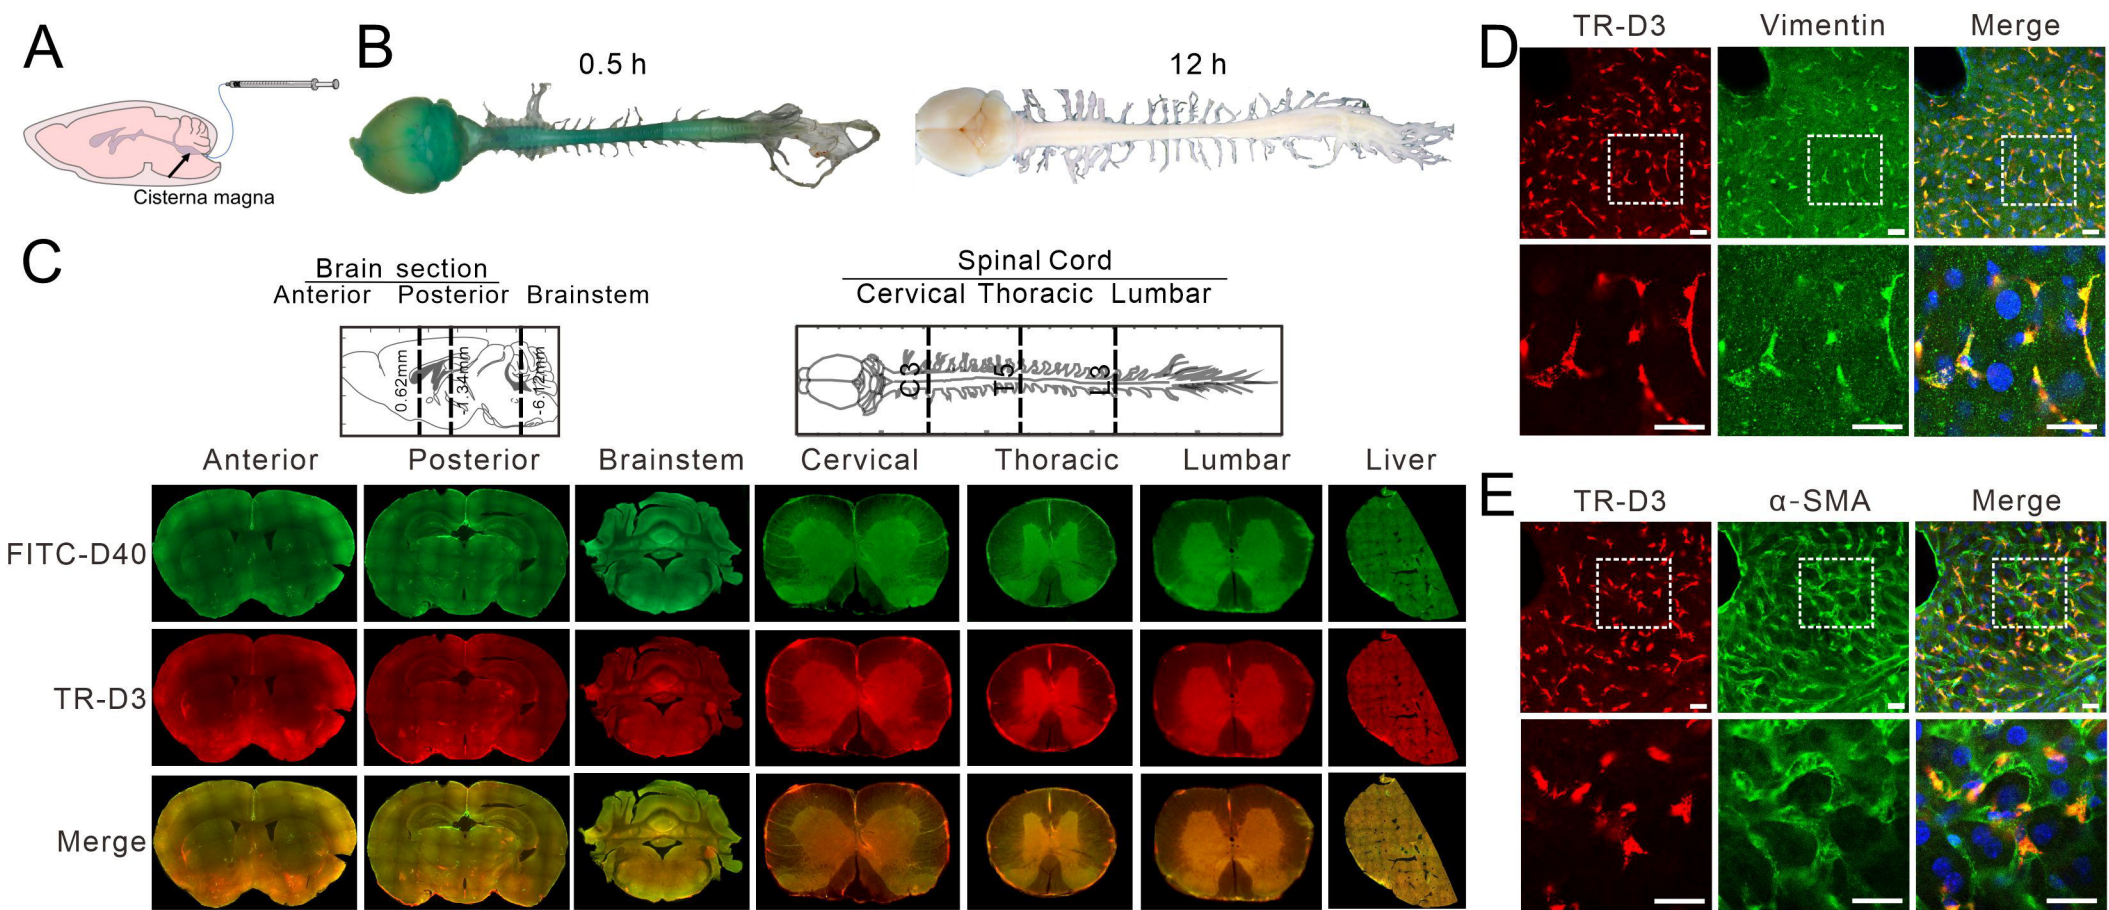 A
Cisterna magna
B
0.5 h
12 h
C
Brain section
Anterior Posterior Brainstem
0.62mm
-1.34mm
-6.12mm
Spinal Cord
Cervical Thoracic Lumbar
C3
T5
L3
Anterior Posterior Brainstem Cervical Thoracic Lumbar Liver
FITC-D40
TR-D3
Merge
D
TR-D3 Vimentin Merge
E
TR-D3 α-SMA Merge